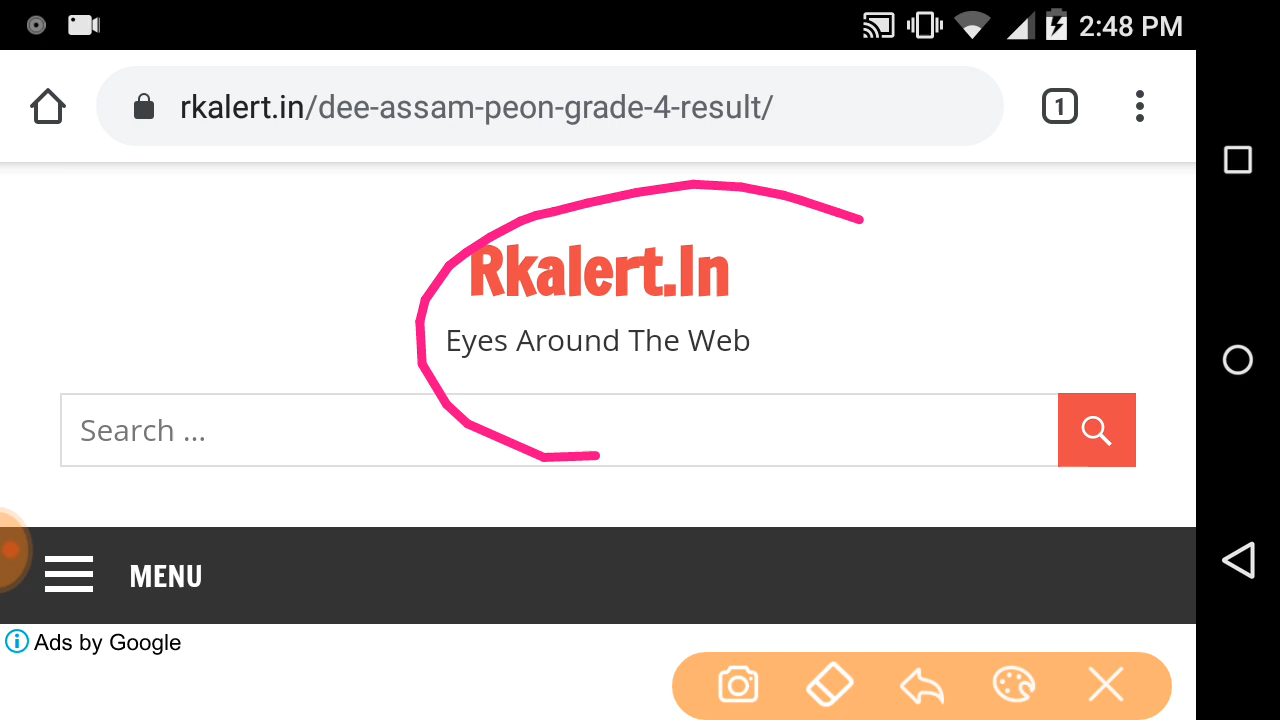 2:48 PM
rkalert.in/dee-assam-peon-grade-4-result/
1
Rkalert.In
Eyes Around The Web
Search ...
MENU
Ads by Google